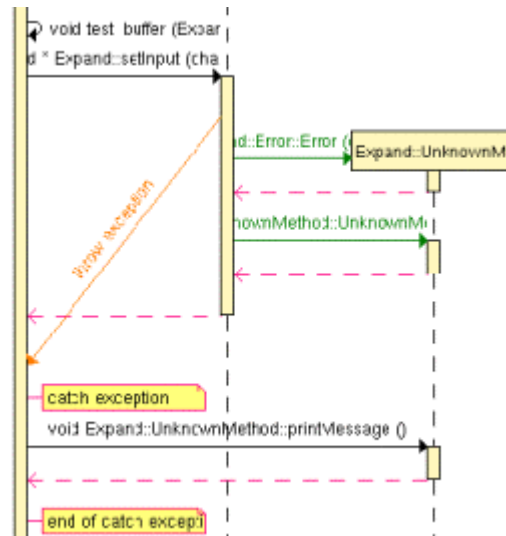 void test_buffer (Expar
d * Expand::setInput (cha
nd::Error::Error (
Expand::UnknownM
throw exception
nownMethod::UnknownMe
catch exception
void Expand::UnknownMethod::printMessage ()
end of catch excepti